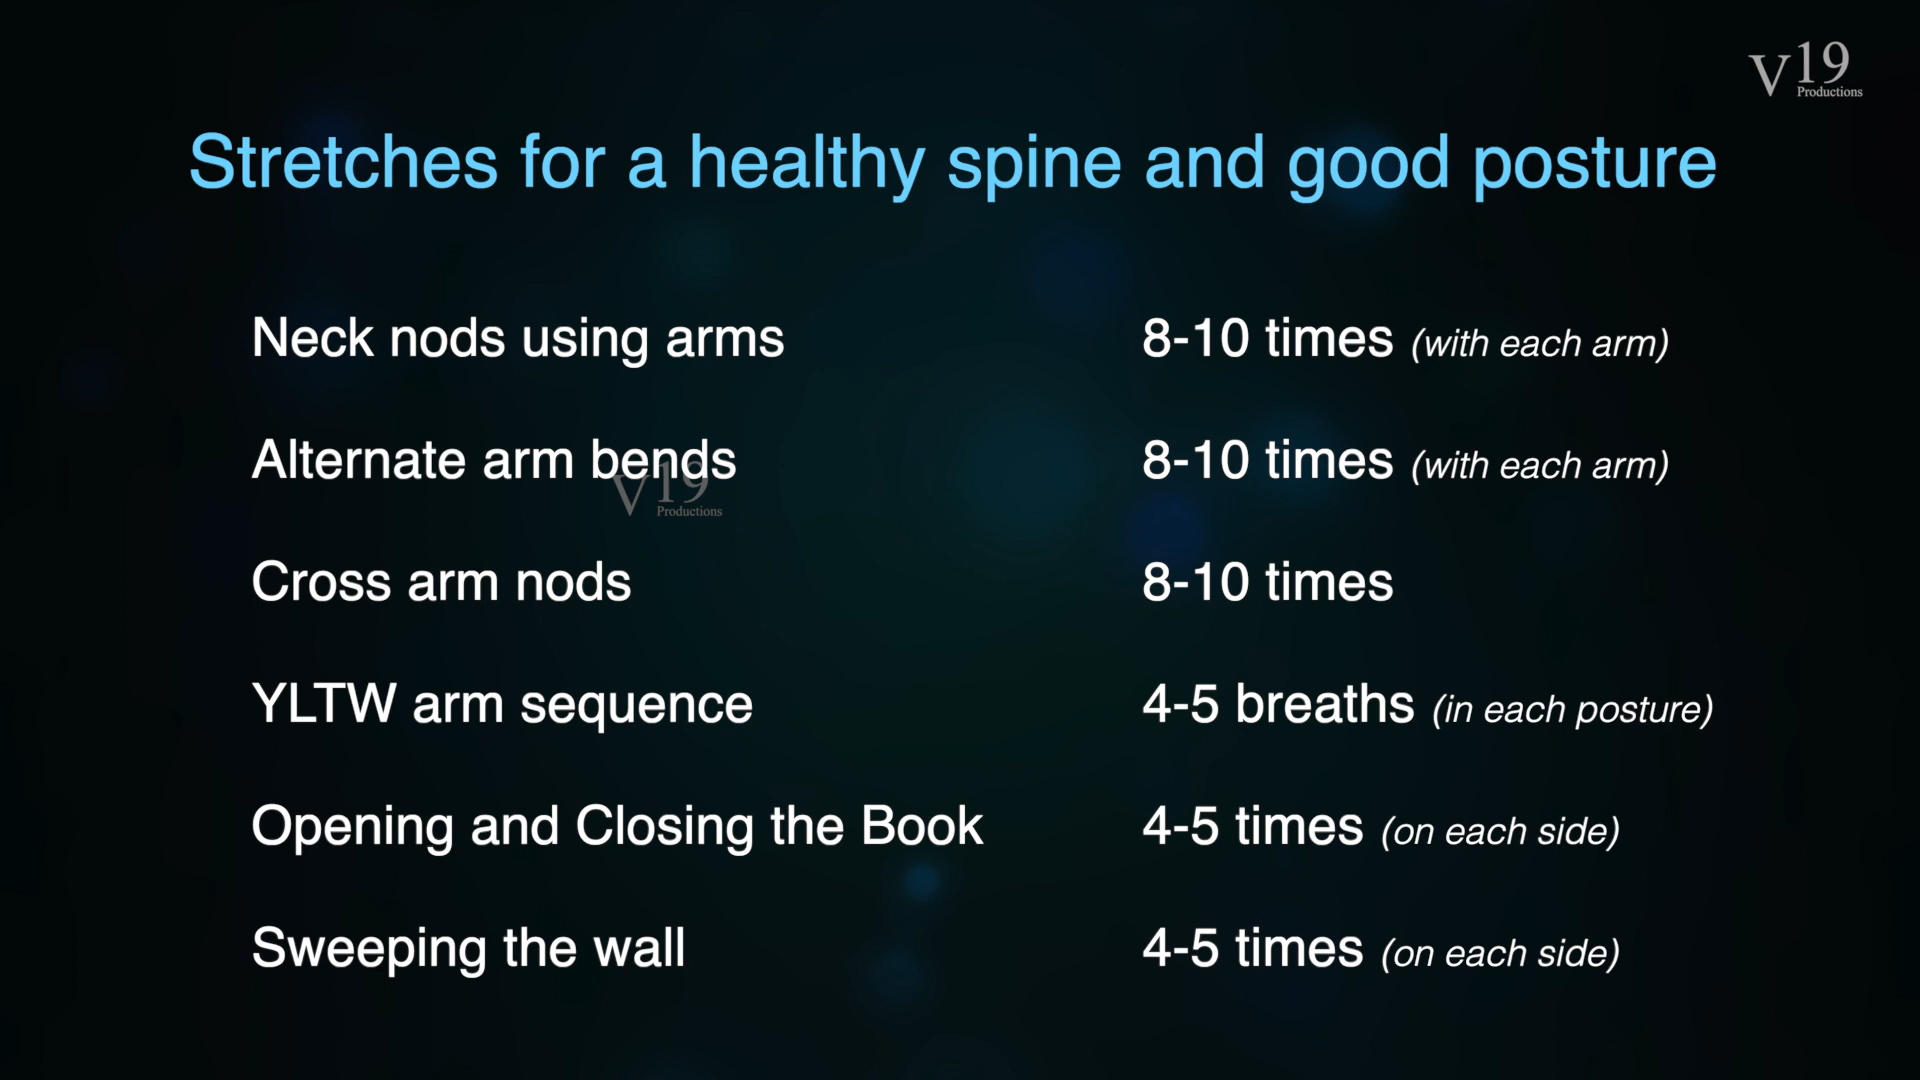 V19
Productions
Stretches for a healthy spine and good posture
Neck nods using arms 8-10 times (with each arm)
Alternate arm bends 8-10 times (with each arm)
V19
Productions
Cross arm nods 8-10 times
YLTW arm sequence 4-5 breaths (in each posture)
Opening and Closing the Book 4-5 times (on each side)
Sweeping the wall 4-5 times (on each side)